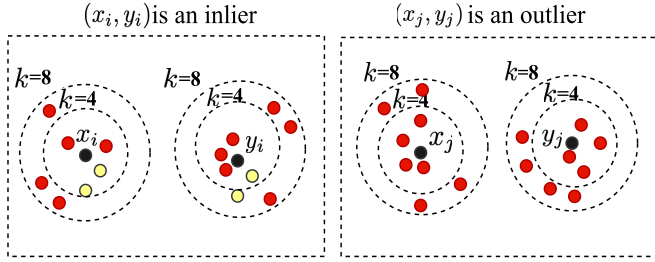 (x_i, y_i) is an inlier
(x_j, y_j) is an outlier
k=8
k=4
x_i
k=8
k=4
y_i
k=8
k=4
x_j
k=8
k=4
y_j